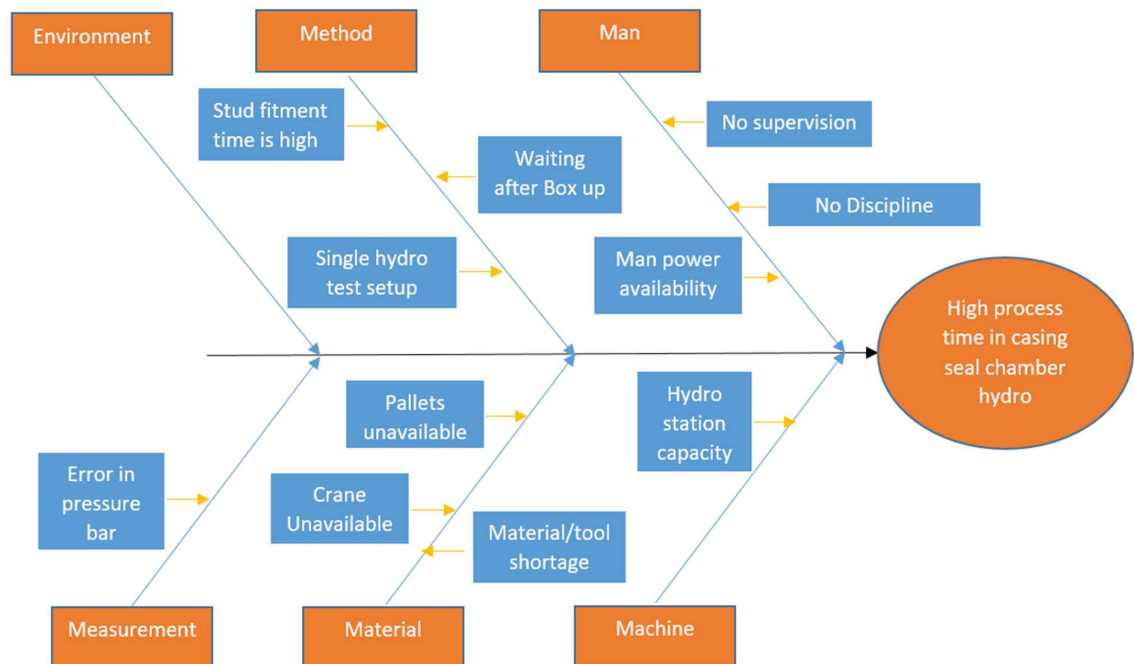 Environment
Method
Man
Stud fitment
time is high
No supervision
Waiting
after Box up
No Discipline
Single hydro
test setup
Man power
availability
High process
time in casing
seal chamber
hydro
Pallets
unavailable
Hydro
station
capacity
Error in
pressure
bar
Crane
Unavailable
Material/tool
shortage
Measurement
Material
Machine